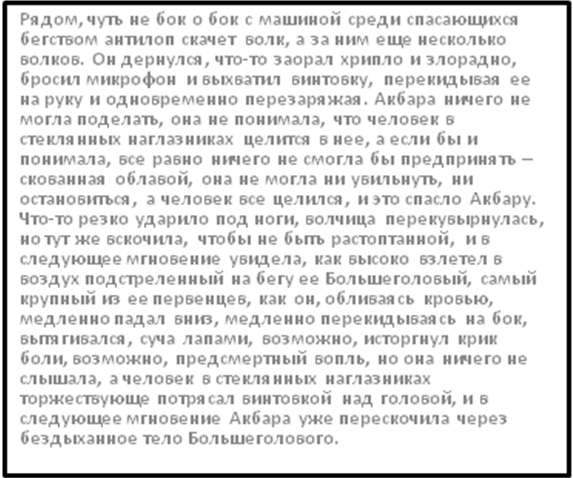 Рядом, чуть не бок о бок с машиной среди спасающихся
бегством антилоп скачет волк, а за ним еще несколько
волков. Он дернулся, что-то заорал хрипло и злорадно,
бросил микрофон и выхватил винтовку, перекидывая ее
на руку и одновременно перезаряжая. Акбара ничего не
могла поделать, она не понимала, что человек в
стеклянных наглазниках целится в нее, а если бы и
понимала, все равно ничего не смогла бы предпринять –
скованная облавой, она не могла ни увильнуть, ни
остановиться, а человек все целился, и это спасло Акбару.
Что-то резко ударило под ноги, волчица перекувырнулась,
но тут же вскочила, чтобы не быть растоптанной, и в
следующее мгновение увидела, как высоко взлетел в
воздух подстреленный на бегу ее Большеголовый, самый
крупный из ее первенцев, как он, обливаясь кровью,
медленно падал вниз, медленно перекидываясь на бок,
вытягивался, суча лапами, возможно, исторгнул крик
боли, возможно, предсмертный вопль, но она ничего не
слышала, а человек в стеклянных наглазниках
торжествующе потрясал винтовкой над головой, и в
следующее мгновение Акбара уже перескочила через
бездыханное тело Большеголового.